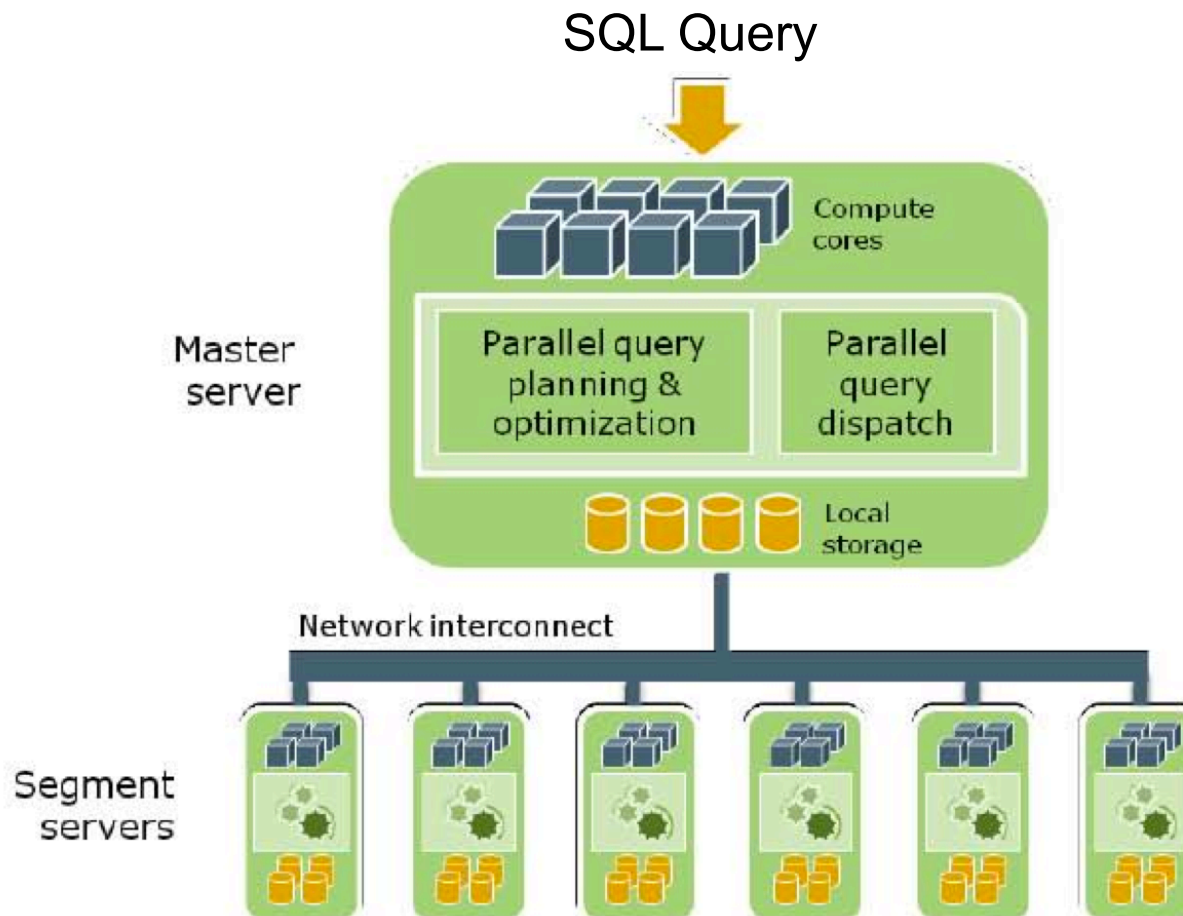 SQL Query
Compute
cores
Master
server
Parallel query
planning &
optimization
Parallel
query
dispatch
Local
storage
Network interconnect
Segment
servers